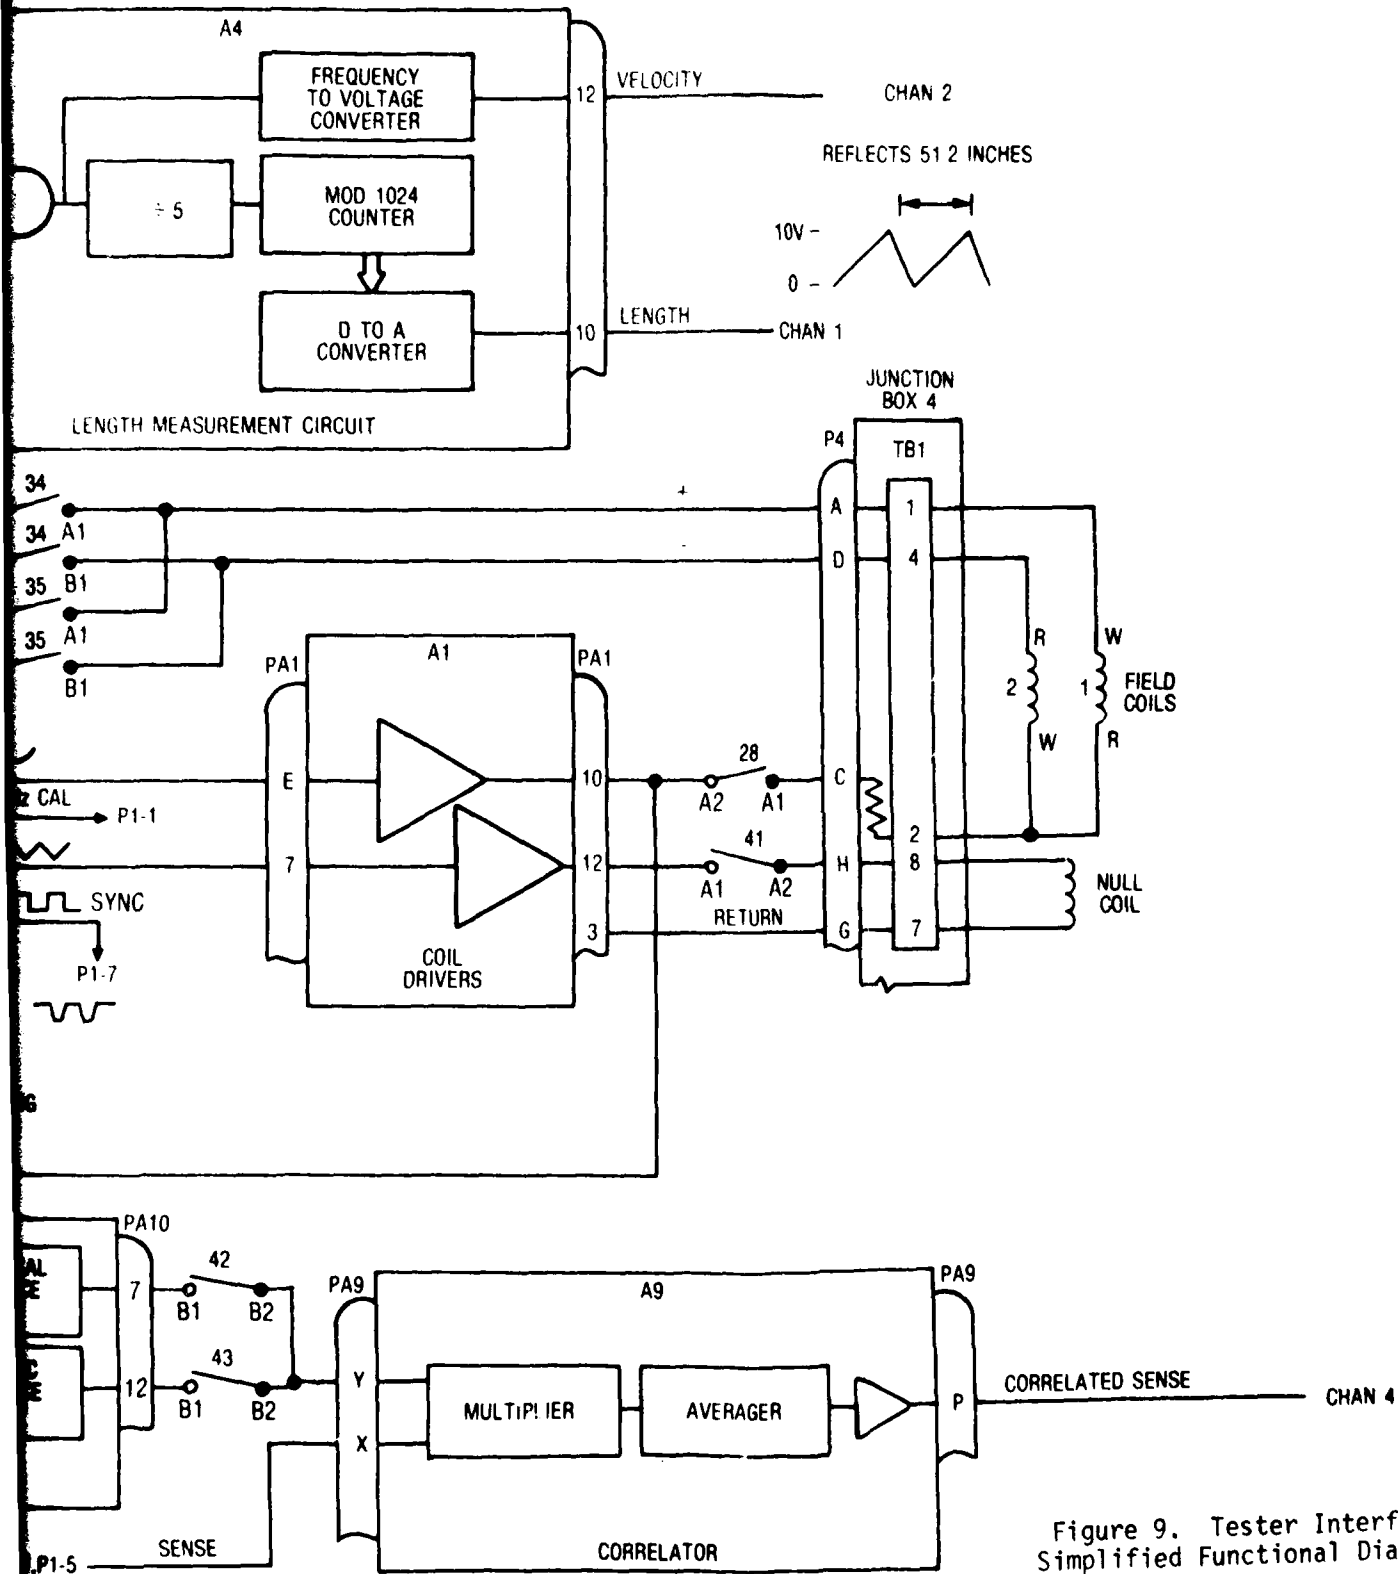 A4
FREQUENCY
TO VOLTAGE
CONVERTER
12
VELOCITY
CHAN 2
REFLECTS 51 2 INCHES
÷ 5
MOD 1024
COUNTER
10V –
0 –
D TO A
CONVERTER
10
LENGTH
CHAN 1
LENGTH MEASUREMENT CIRCUIT
JUNCTION
BOX 4
P4
TB1
34
A1
+
A
1
34
B1
-
D
4
35
A1
35
B1
PA1
A1
PA1
R
W
2
1
FIELD
COILS
W
R
E
10
28
A2
A1
C
2
CAL
P1-1
7
12
41
A1
A2
H
8
NULL
COIL
SYNC
3
RETURN
G
7
P1-7
COIL
DRIVERS
G
PA10
AL
7
42
B1
B2
12
43
B1
B2
PA9
A9
PA9
Y
MULTIPLIER
AVERAGER
P
CORRELATED SENSE
CHAN 4
X
P1-5
SENSE
CORRELATOR
Figure 9. Tester Interf
Simplified Functional Dia